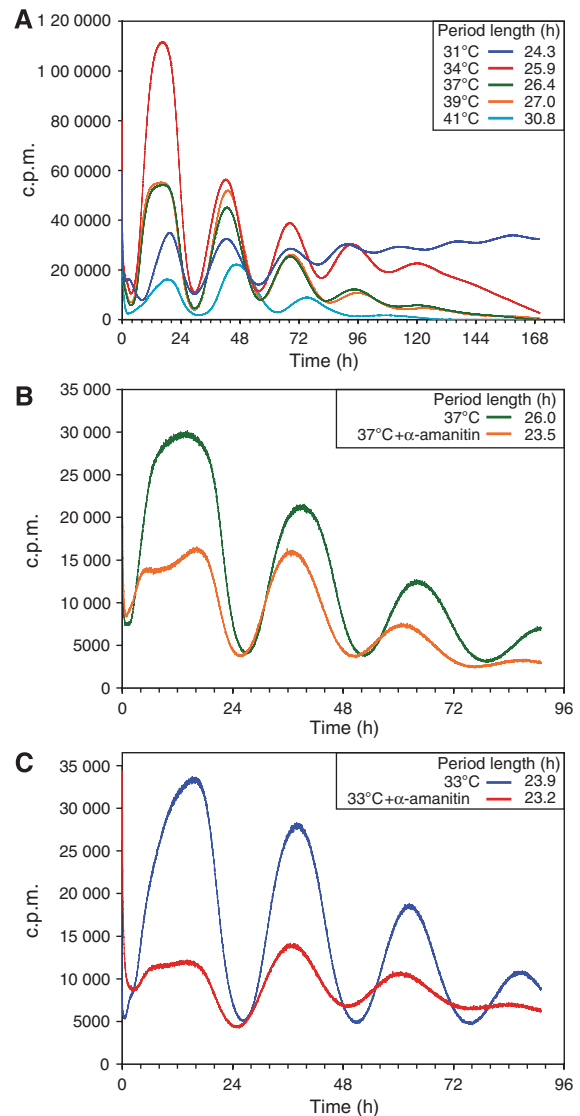 A
1 20 0000
1 00 0000
80 0000
60 0000
40 0000
20 0000
0
c.p.m.
Period length (h)
31°C 24.3
34°C 25.9
37°C 26.4
39°C 27.0
41°C 30.8
0 24 48 72 96 120 144 168
Time (h)
B
35 000
30 000
25 000
20 000
15 000
10 000
5000
0
c.p.m.
Period length (h)
37°C 26.0
37°C+α-amanitin 23.5
0 24 48 72 96
Time (h)
C
35 000
30 000
25 000
20 000
15 000
10 000
5000
0
c.p.m.
Period length (h)
33°C 23.9
33°C+α-amanitin 23.2
0 24 48 72 96
Time (h)